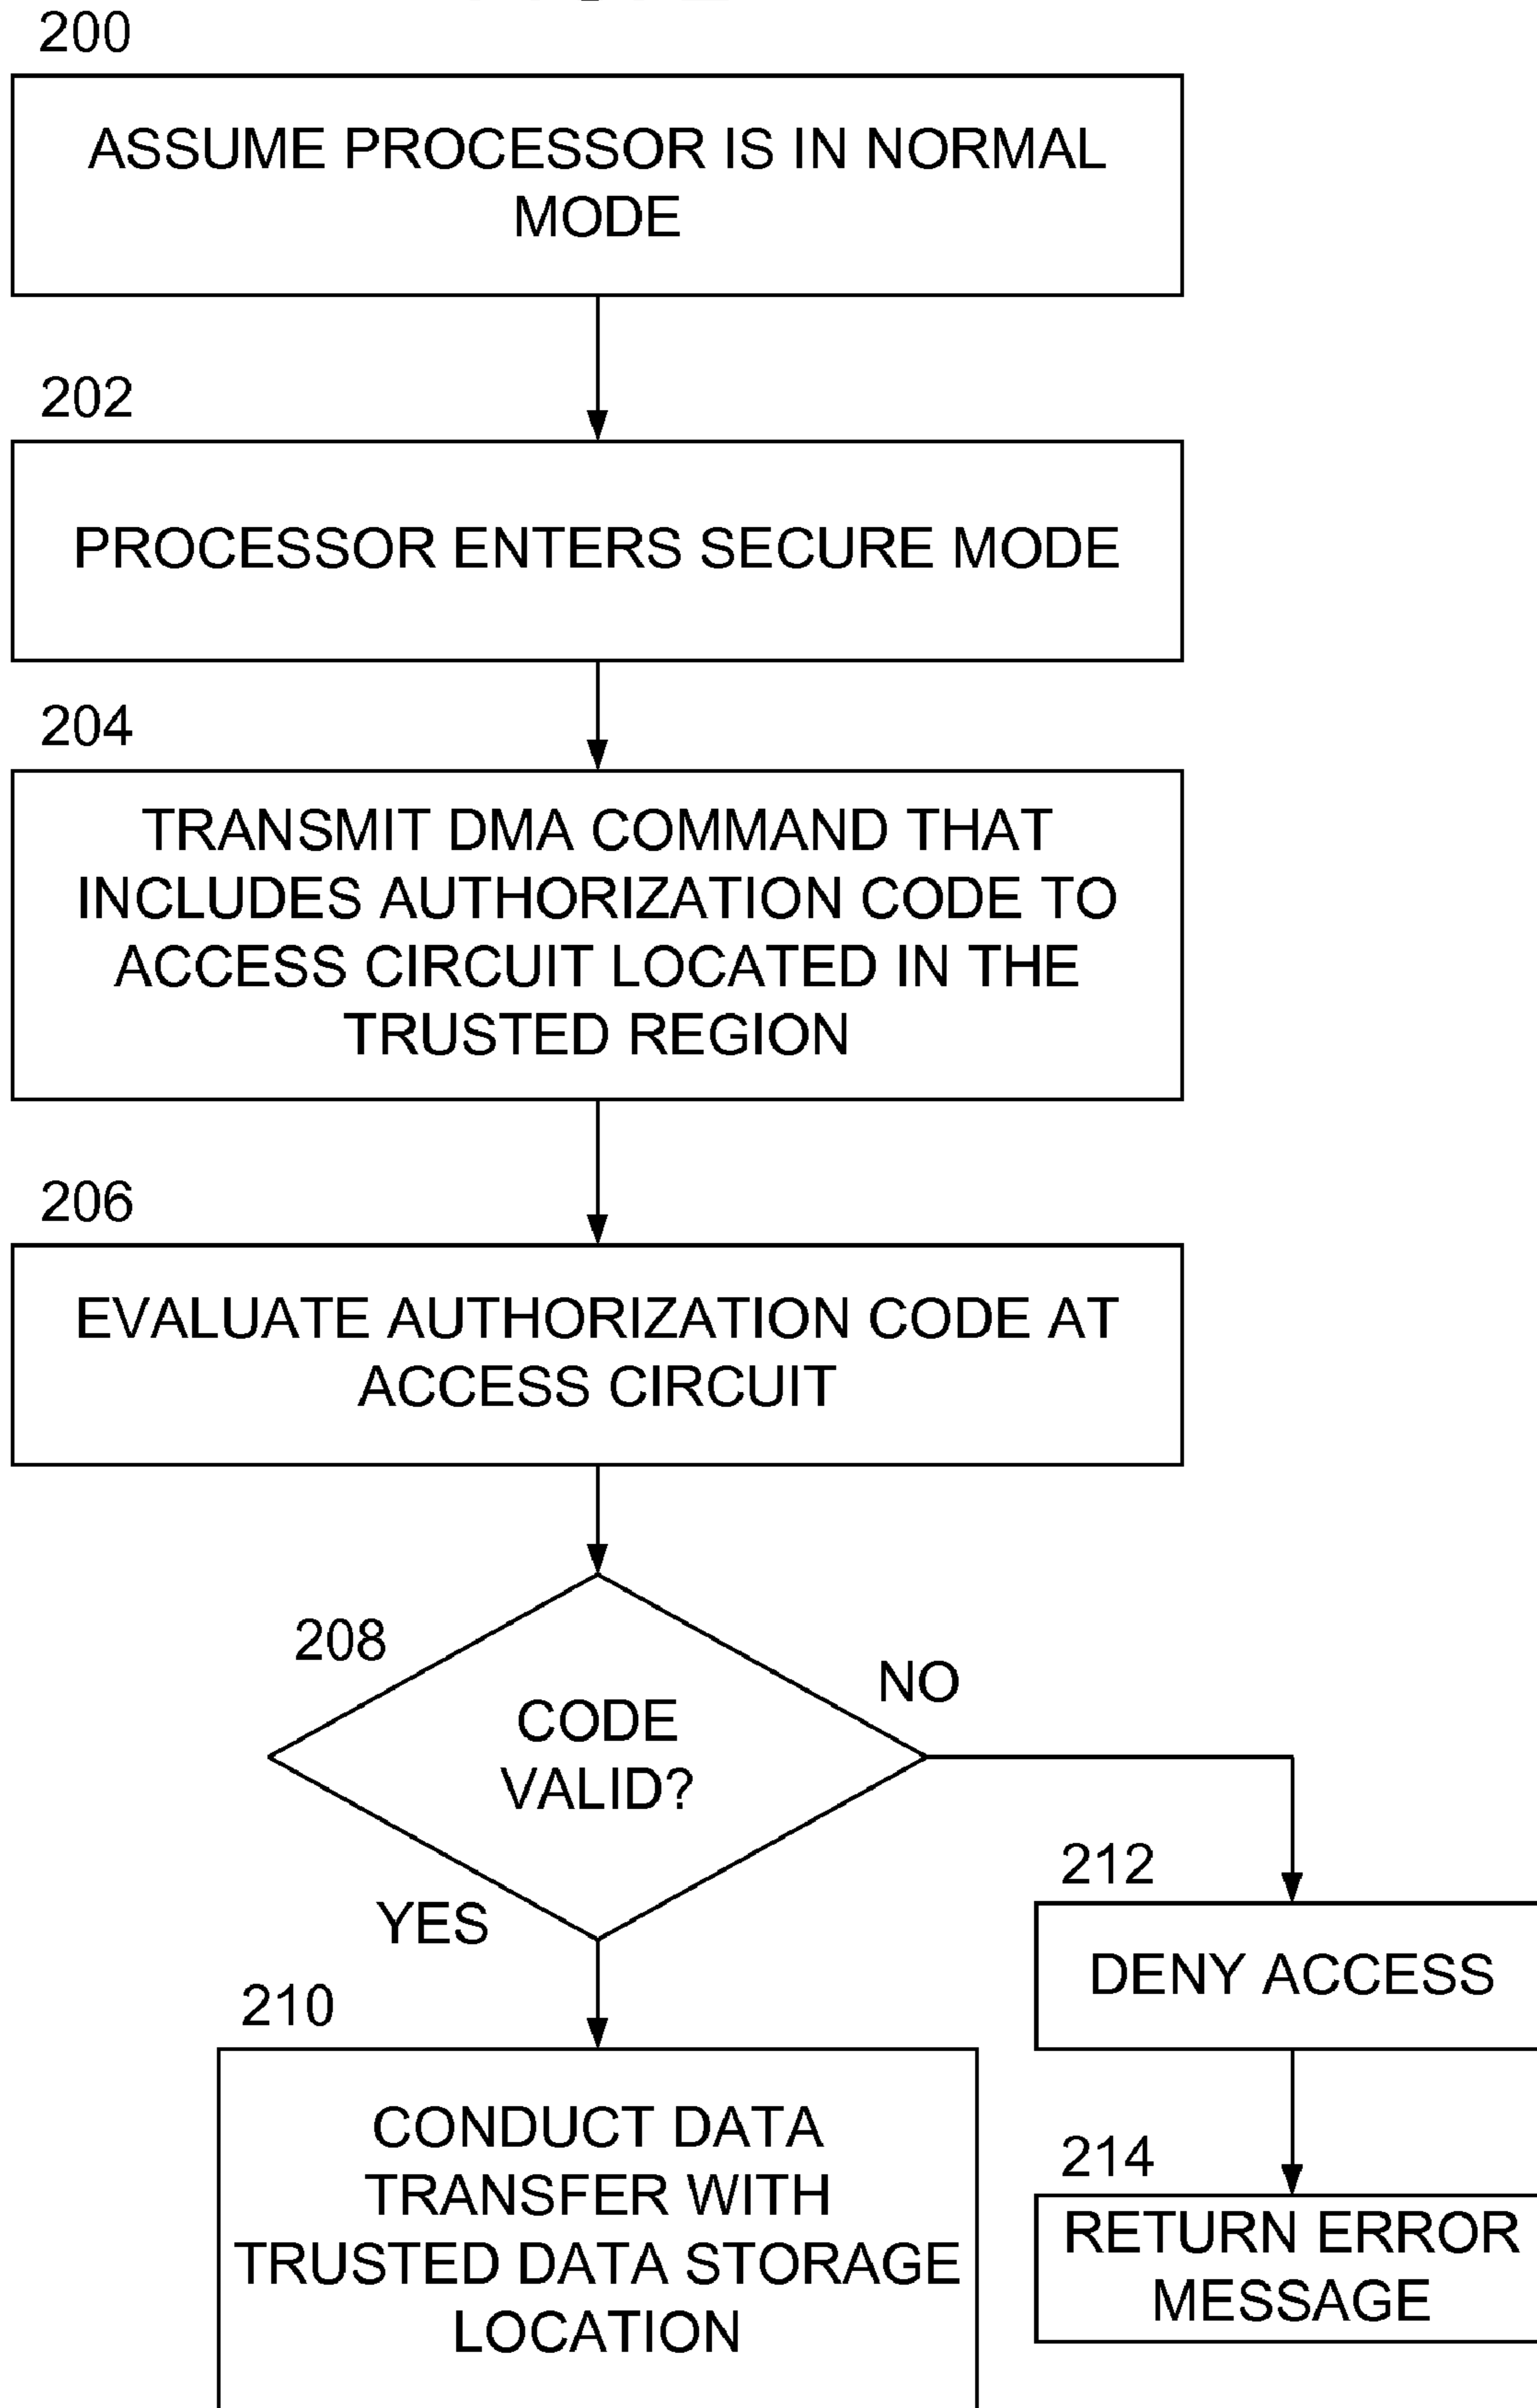 200
ASSUME PROCESSOR IS IN NORMAL
MODE
202
PROCESSOR ENTERS SECURE MODE
204
TRANSMIT DMA COMMAND THAT
INCLUDES AUTHORIZATION CODE TO
ACCESS CIRCUIT LOCATED IN THE
TRUSTED REGION
206
EVALUATE AUTHORIZATION CODE AT
ACCESS CIRCUIT
208
NO
CODE
VALID?
YES
212
DENY ACCESS
210
CONDUCT DATA
TRANSFER WITH
TRUSTED DATA STORAGE
LOCATION
214
RETURN ERROR
MESSAGE